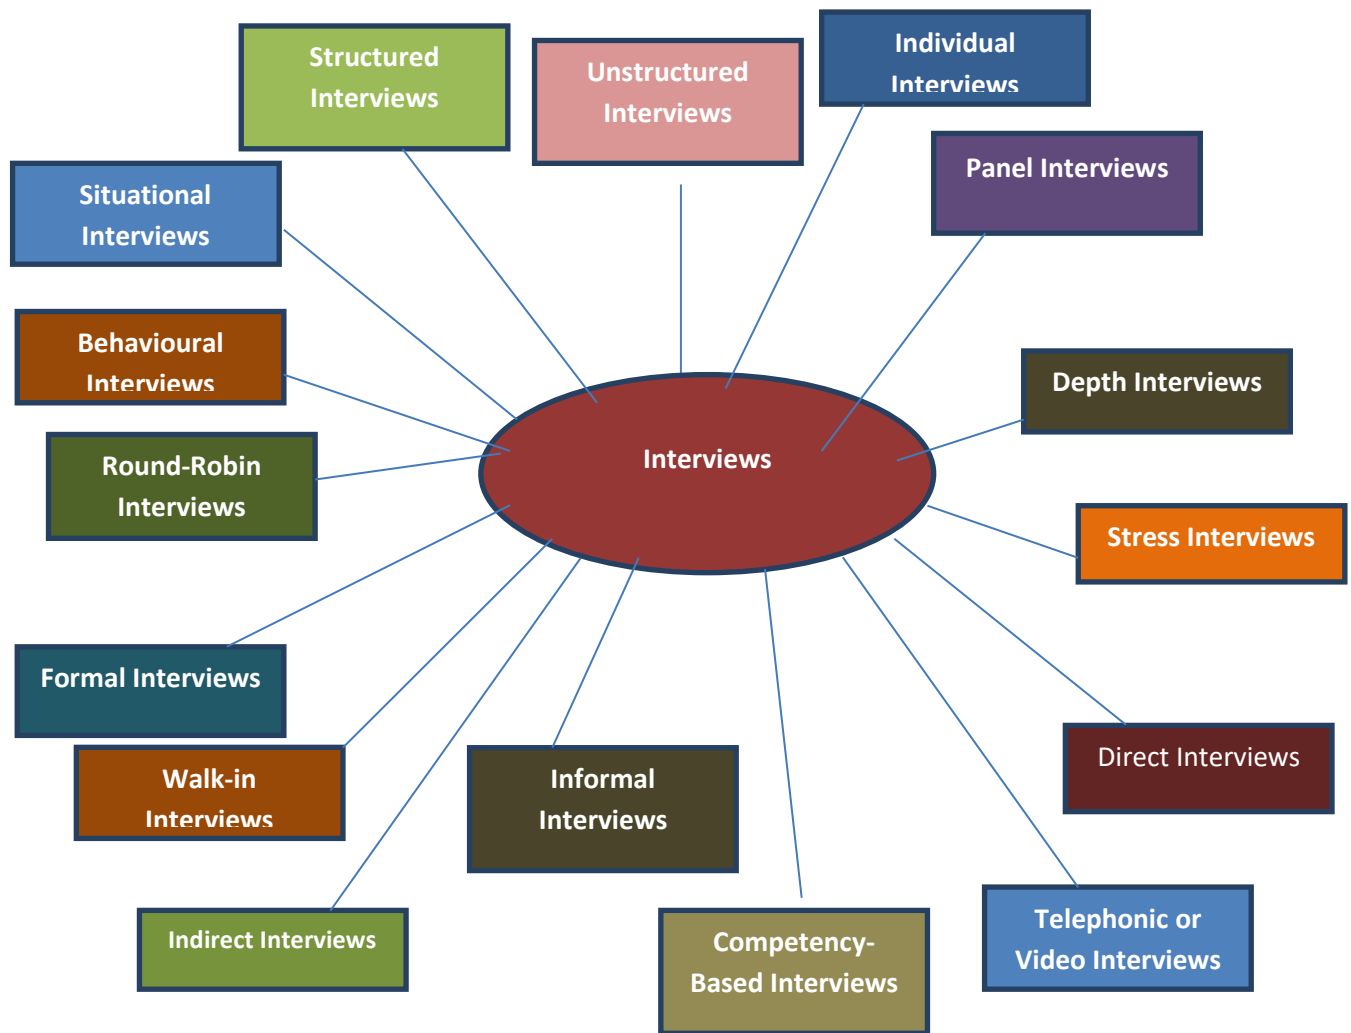 Structured
Interviews
Unstructured
Interviews
Individual
Interviews
Panel Interviews
Situational
Interviews
Behavioural
Interviews
Depth Interviews
Round-Robin
Interviews
Interviews
Stress Interviews
Formal Interviews
Direct Interviews
Walk-in
Interviews
Informal
Interviews
Indirect Interviews
Competency-
Based Interviews
Telephonic or
Video Interviews